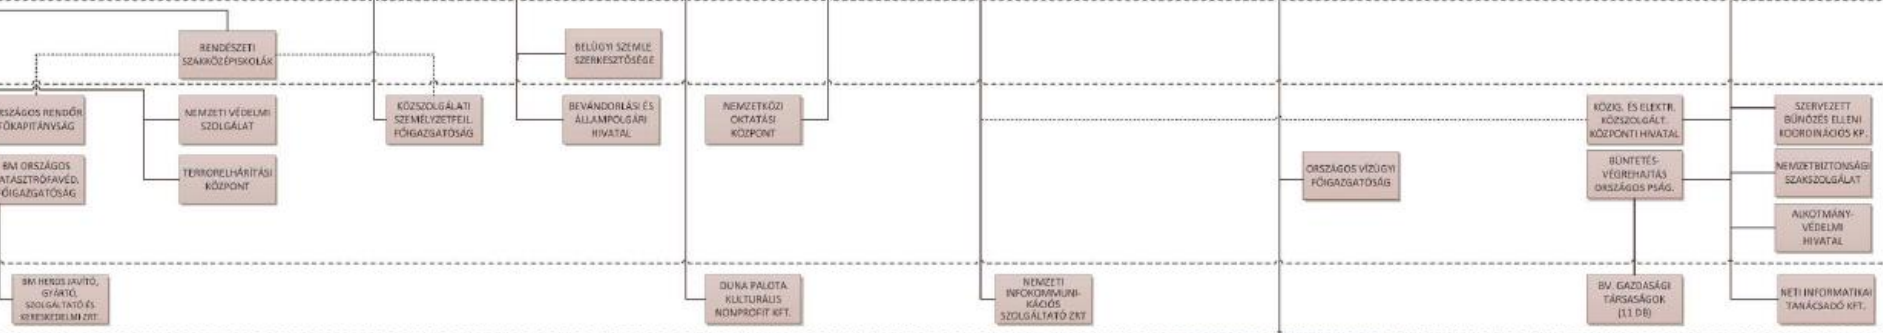 RENDÉSZETI
SZAKKÖZÉPISKOLÁK
BELÜGYI SZEMLE
SZERKESZTŐSÉGE
RSZÁGOS RENDŐR
FŐKAPITÁNYSÁG
NEMZETI VÉDELMI
SZOLGÁLAT
KÖZSZOLGÁLATI
SZEMÉLYZETFEJL.
FŐIGAZGATÓSÁG
BEVÁNDORLÁSI ÉS
ÁLLAMPOLGÁRI
HIVATAL
NEMZETKÖZI
OKTATÁSI
KÖZPONT
KÖZIG. ÉS ELEKTR.
KÖZSZOLGÁLT.
KÖZPONTI HIVATAL
SZERVEZETT
BŰNÖZÉS ELLENI
KOORDINÁCIÓS KP.
BM ORSZÁGOS
ATASZTRÓFAVÉD.
FŐIGAZGATÓSÁG
TERRORELHÁRÍTÁSI
KÖZPONT
ORSZÁGOS VÍZÜGYI
FŐIGAZGATÓSÁG
BÜNTETÉS-
VÉGREHAJTÁS
ORSZÁGOS PSÁG.
NEMZETBIZTONSÁGI
SZAKSZOLGÁLAT
ALKOTMÁNY-
VÉDELMI
HIVATAL
BM HEROS JAVÍTÓ,
GYÁRTÓ,
SZOLGÁLTATÓ ÉS
KERESKEDELMI ZRT.
DUNA PALOTA
KULTURÁLIS
NONPROFIT KFT.
NEMZETI
INFOKOMMUNI-
KÁCIÓS
SZOLGÁLTATÓ ZRT
BV. GAZDASÁGI
TÁRSASÁGOK
(11 DB)
NETI INFORMATIKAI
TANÁCSADÓ KFT.